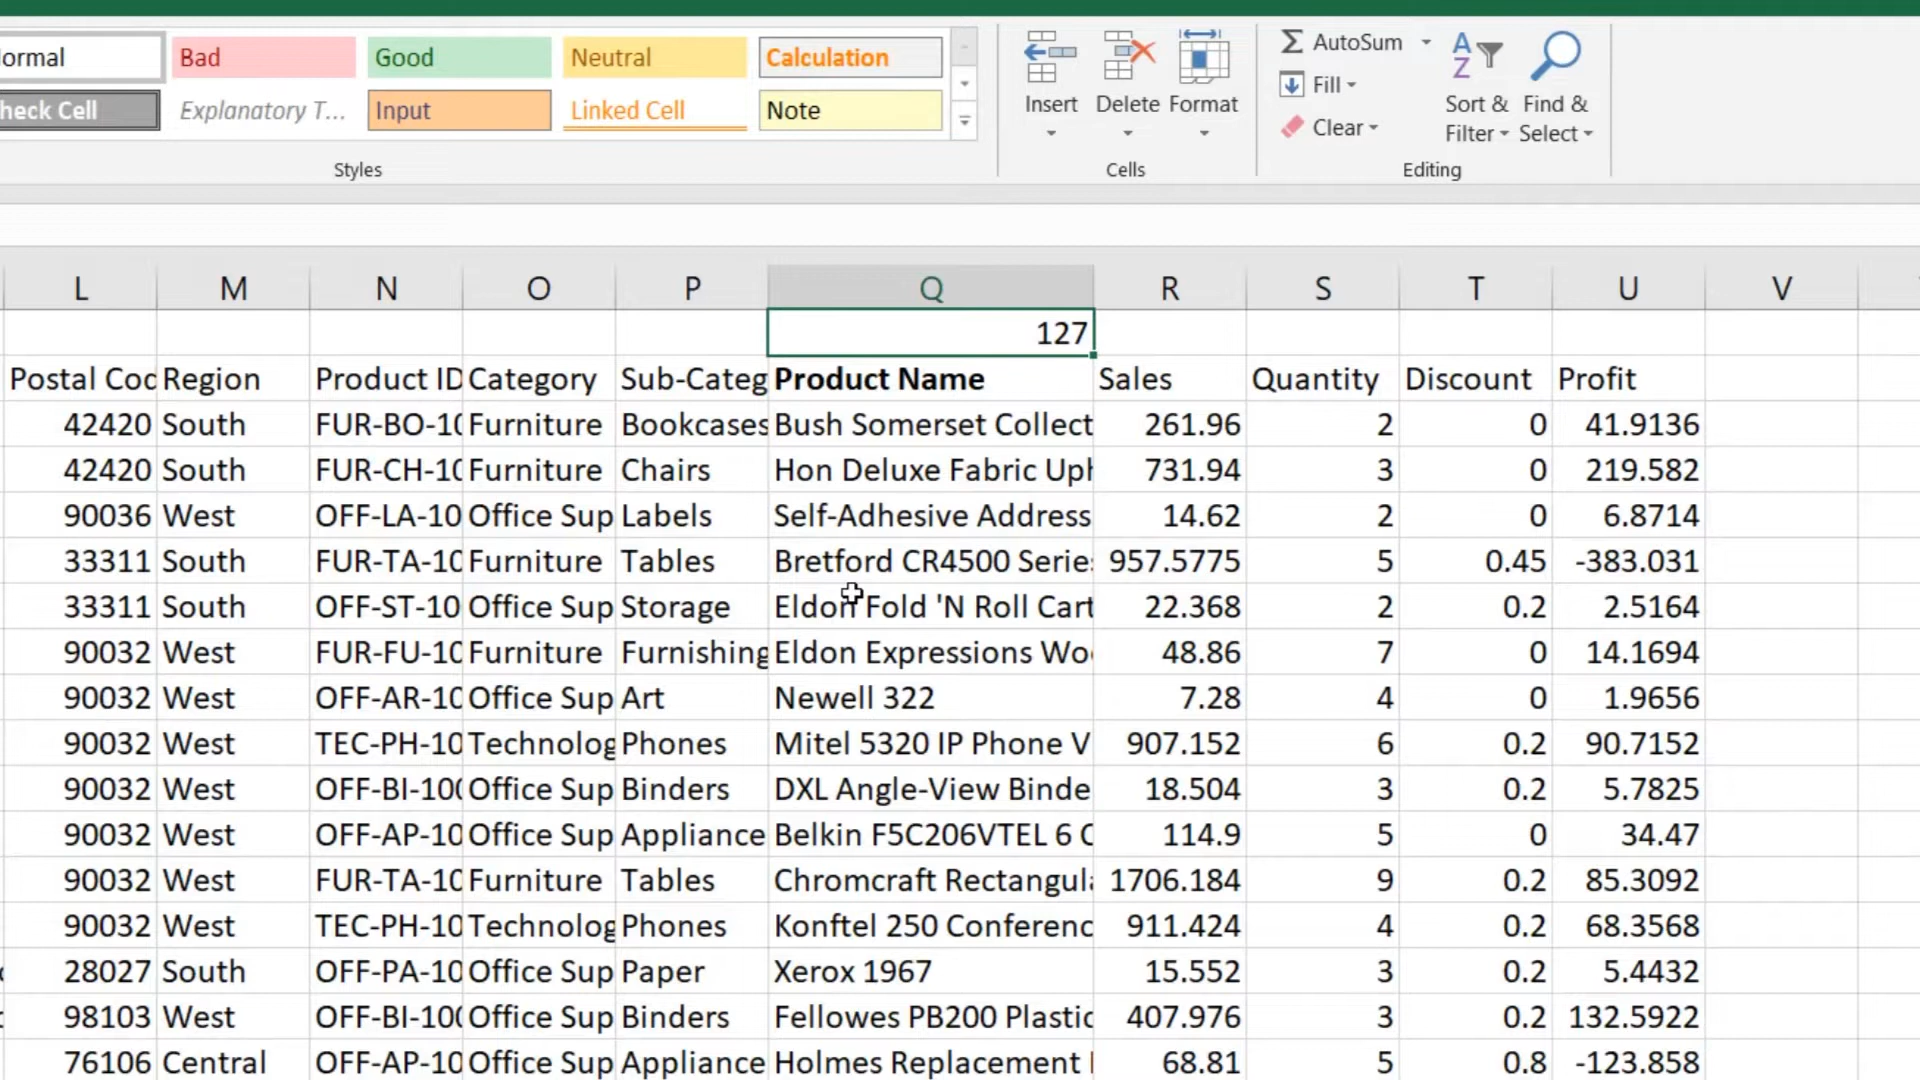 ormal Bad Good Neutral Calculation
heck Cell Explanatory T... Input Linked Cell Note
Styles
Insert Delete Format
Cells
AutoSum
Fill
Clear
Sort & Filter
Find & Select
Editing
L M N O P Q R S T U V
127
Postal Coc Region Product ID Category Sub-Categ Product Name Sales Quantity Discount Profit
42420 South FUR-BO-10 Furniture Bookcases Bush Somerset Collect 261.96 2 0 41.9136
42420 South FUR-CH-10 Furniture Chairs Hon Deluxe Fabric Uph 731.94 3 0 219.582
90036 West OFF-LA-10 Office Sup Labels Self-Adhesive Address 14.62 2 0 6.8714
33311 South FUR-TA-10 Furniture Tables Bretford CR4500 Series 957.5775 5 0.45 -383.031
33311 South OFF-ST-10 Office Sup Storage Eldon Fold 'N Roll Cart 22.368 2 0.2 2.5164
90032 West FUR-FU-10 Furniture Furnishing Eldon Expressions Woo 48.86 7 0 14.1694
90032 West OFF-AR-10 Office Sup Art Newell 322 7.28 4 0 1.9656
90032 West TEC-PH-10 Technolog Phones Mitel 5320 IP Phone V 907.152 6 0.2 90.7152
90032 West OFF-BI-100 Office Sup Binders DXL Angle-View Binde 18.504 3 0.2 5.7825
90032 West OFF-AP-10 Office Sup Appliance Belkin F5C206VTEL 6 O 114.9 5 0 34.47
90032 West FUR-TA-10 Furniture Tables Chromcraft Rectangula 1706.184 9 0.2 85.3092
90032 West TEC-PH-10 Technolog Phones Konftel 250 Conferenc 911.424 4 0.2 68.3568
28027 South OFF-PA-10 Office Sup Paper Xerox 1967 15.552 3 0.2 5.4432
98103 West OFF-BI-100 Office Sup Binders Fellowes PB200 Plastic 407.976 3 0.2 132.5922
76106 Central OFF-AP-10 Office Sup Appliance Holmes Replacement 68.81 5 0.8 -123.858